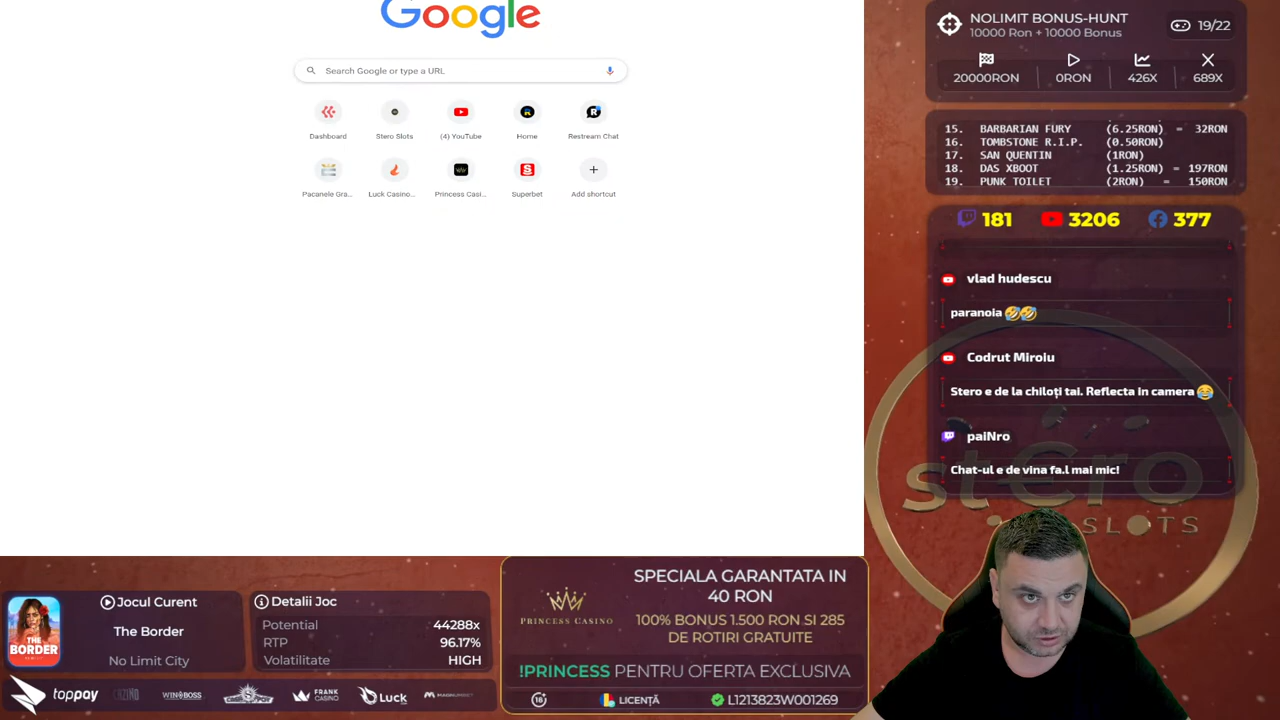 Google
Search Google or type a URL
Dashboard
Stero Slots
(4) YouTube
Home
Restream Chat
Pacanele Gra...
Luck Casino...
Princess Casi...
Superbet
Add shortcut
NOLIMIT BONUS-HUNT
10000 Ron + 10000 Bonus
19/22
20000RON
0RON
426X
689X
15. BARBARIAN FURY (6.25RON) = 32RON
16. TOMBSTONE R.I.P. (0.50RON)
17. SAN QUENTIN (1RON)
18. DAS XBOOT (1.25RON) = 197RON
19. PUNK TOILET (2RON) = 150RON
181
3206
377
vlad hudescu
paranoia 🤣🤣
Codrut Miroiu
Stero e de la chiloți tai. Reflecta in camera 😂
paiNro
Chat-ul e de vina fa.l mai mic!
stero
SLOTS
THE BORDER
Jocul Curent
The Border
No Limit City
Detalii Joc
Potential 44288x
RTP 96.17%
Volatilitate HIGH
toppay
CAZINO
WINBOSS
FRANK CASINO
Luck
PRINCESS CASINO
SPECIALA GARANTATA IN
40 RON
100% BONUS 1.500 RON SI 285
DE ROTIRI GRATUITE
!PRINCESS PENTRU OFERTA EXCLUSIVA
18
LICENȚĂ
L1213823W001269